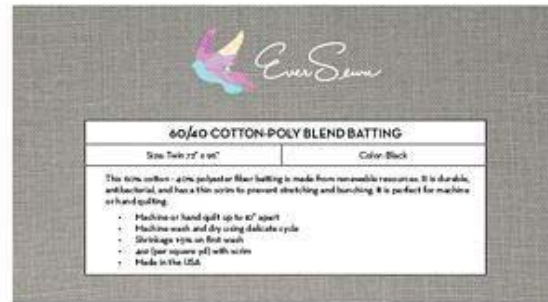 EverSewn
60/40 COTTON-POLY BLEND BATTING
Size: Twin 72" x 96"
Color: Black
This 60% cotton - 40% polyester fiber batting is made from renewable resources. It is durable,
antibacterial, and has a thin scrim to prevent stretching and bunching. It is perfect for machine
or hand quilting.
• Machine or hand quilt up to 10" apart
• Machine wash and dry using delicate cycle
• Shrinkage on first wash
• 4oz (per square yd) with scrim
• Made in the USA